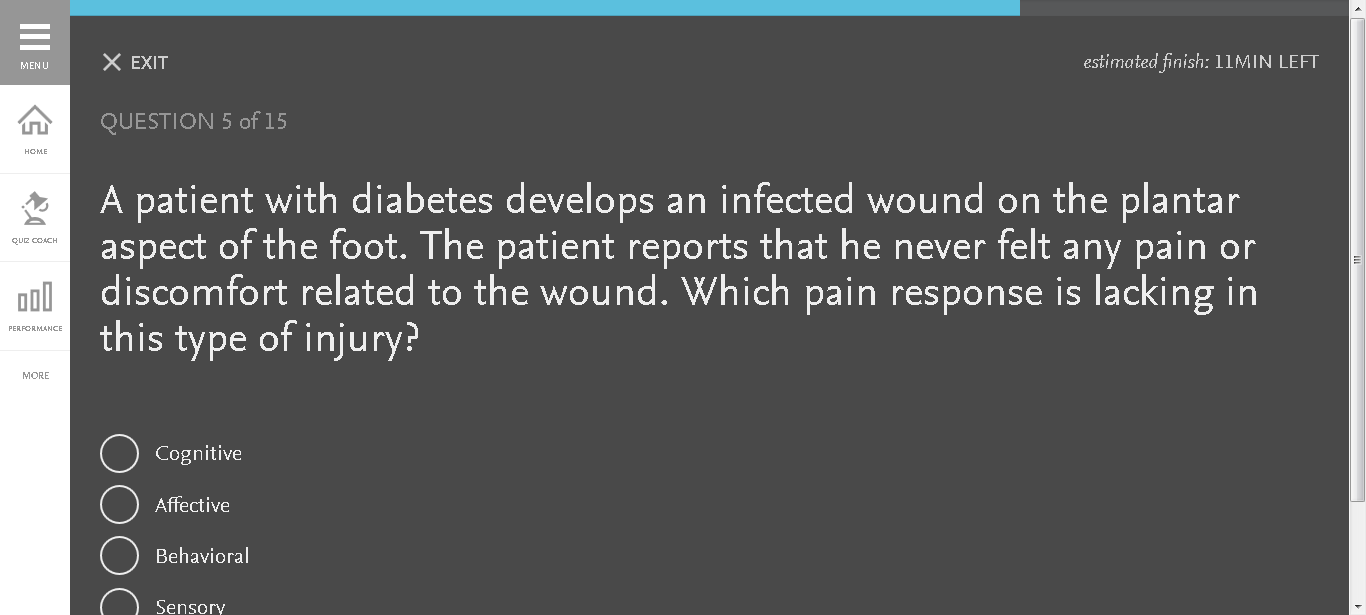 MENU
EXIT
estimated finish: 11MIN LEFT
QUESTION 5 of 15
HOME
A patient with diabetes develops an infected wound on the plantar
aspect of the foot. The patient reports that he never felt any pain or
discomfort related to the wound. Which pain response is lacking in
this type of injury?
QUIZ COACH
PERFORMANCE
MORE
Cognitive
Affective
Behavioral
Sensory